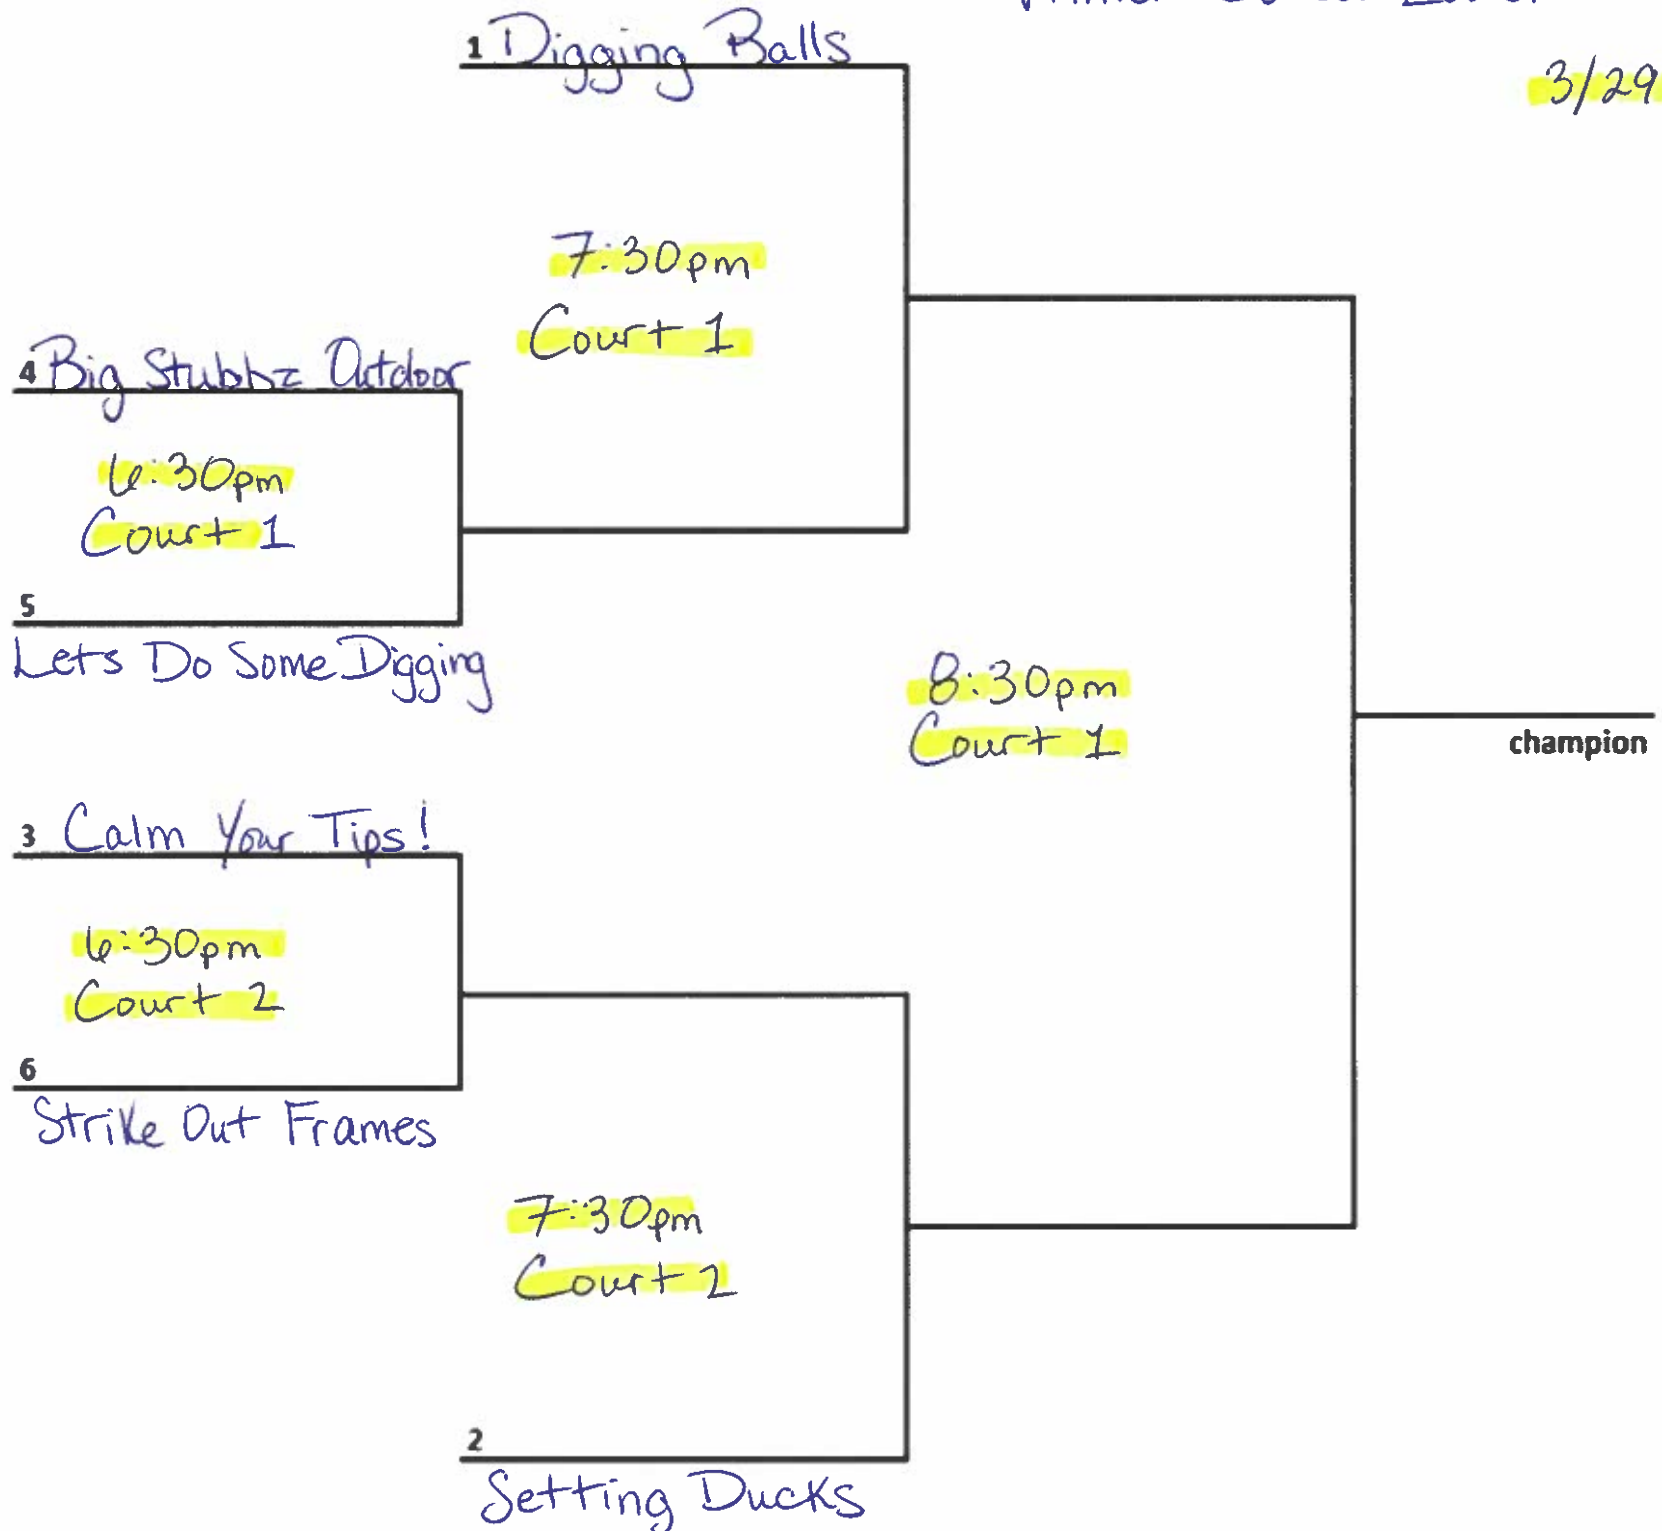 1 Digging Balls
3/29
7:30pm
Court 1
4 Big Stubbz Outdoor
6:30pm
Court 1
5
Lets Do Some Digging
8:30pm
Court 1
champion
3 Calm Your Tips!
6:30pm
Court 2
6
Strike Out Frames
7:30pm
Court 2
2
Setting Ducks